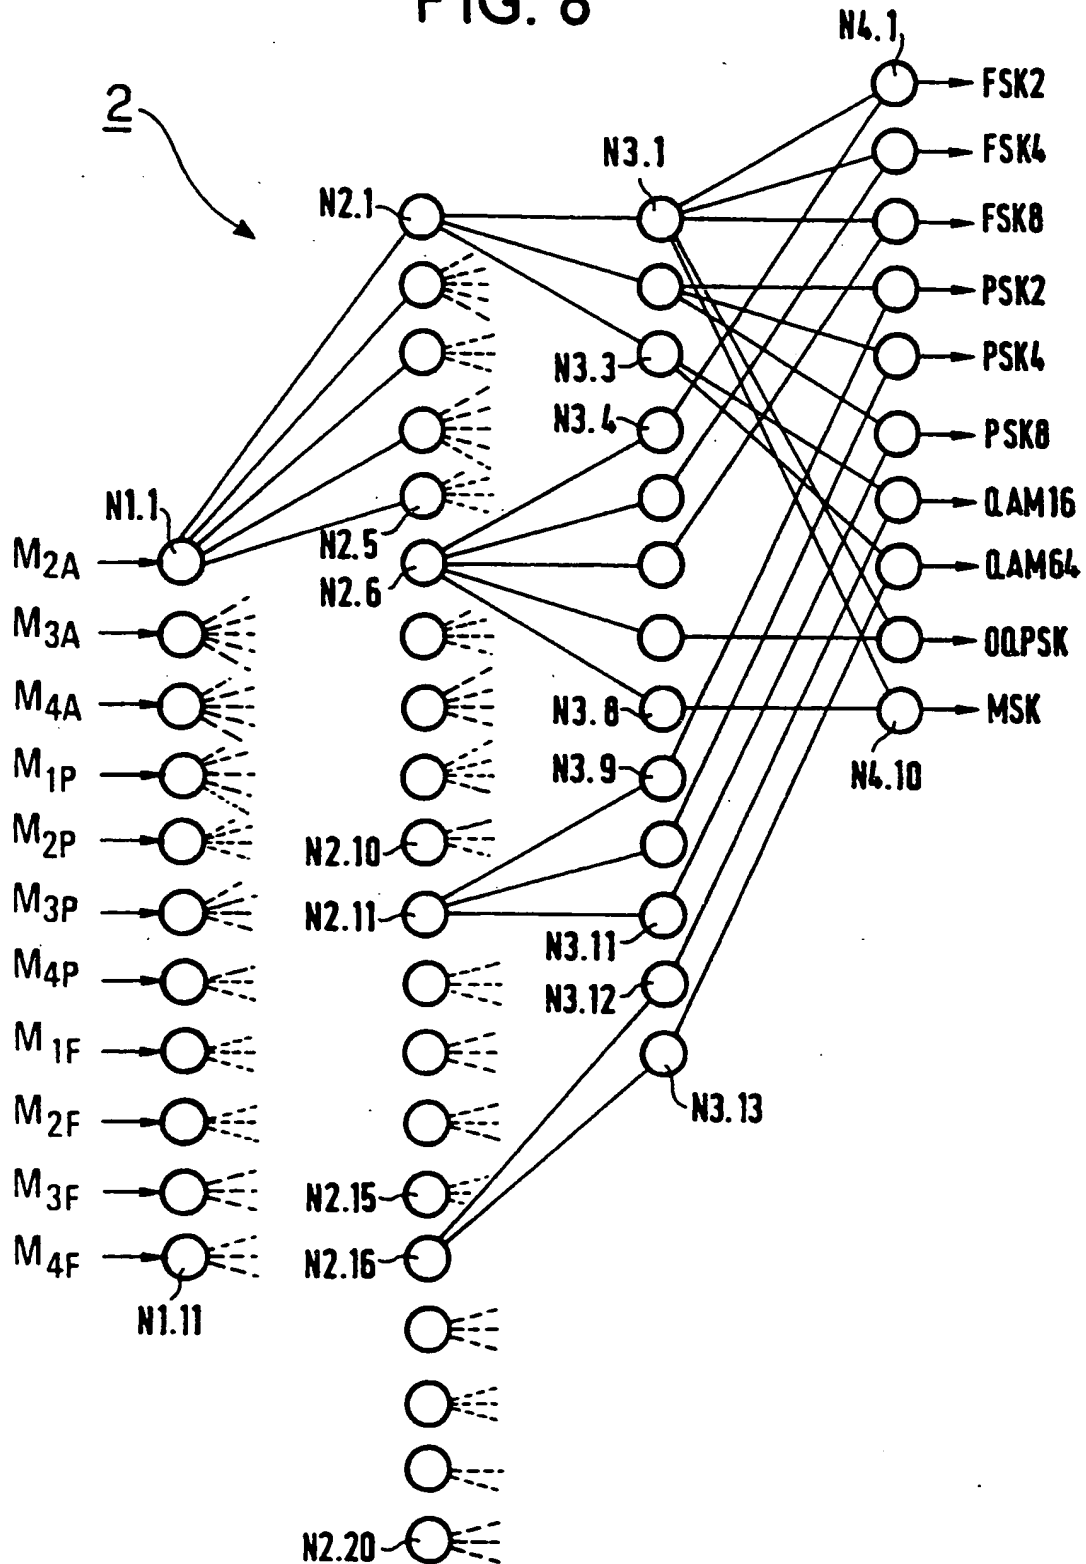 FIG. 8
2
N4.1
FSK2
FSK4
N3.1
N2.1
FSK8
PSK2
N3.3
PSK4
N3.4
PSK8
N1.1
QAM16
N2.5
M2A
QAM64
N2.6
M3A
OQPSK
M4A
N3.8
MSK
M1P
N3.9
N4.10
M2P
N2.10
M3P
N2.11
N3.11
M4P
N3.12
M1F
N3.13
M2F
M3F
N2.15
M4F
N2.16
N1.11
N2.20